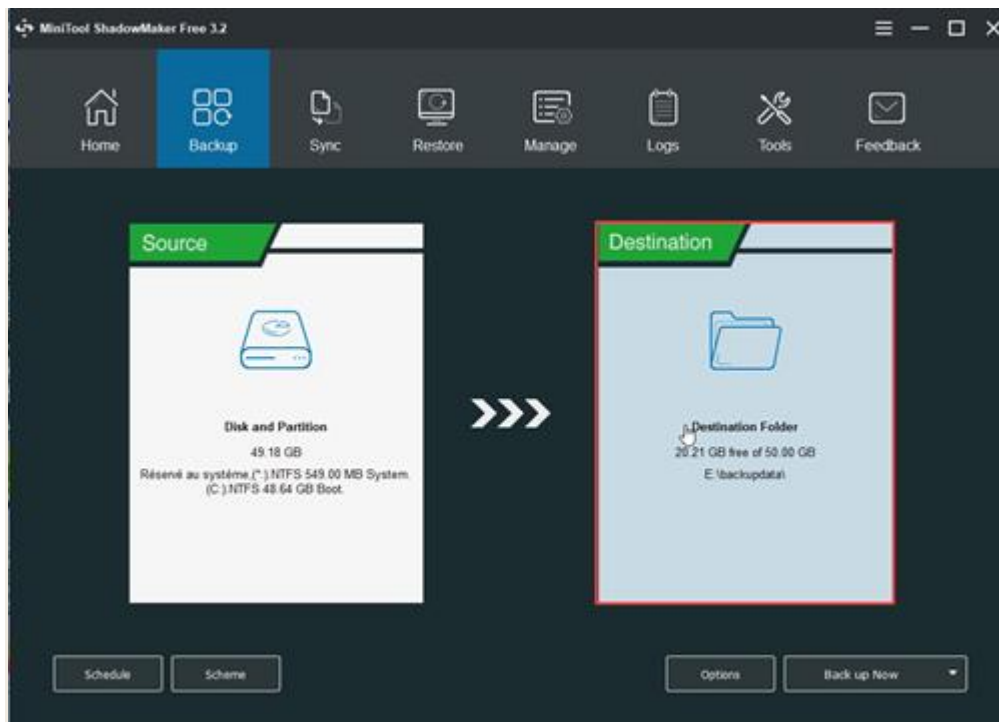 MiniTool ShadowMaker Free 3.2
Home
Backup
Sync
Restore
Manage
Logs
Tools
Feedback
Source
Disk and Partition
49.18 GB
Réservé au système,(*:).NTFS 549.00 MB System.
(C:).NTFS 48.64 GB Boot.
Destination
Destination Folder
20.21 GB free of 50.00 GB
E:\backupdata\
Schedule
Scheme
Options
Back up Now